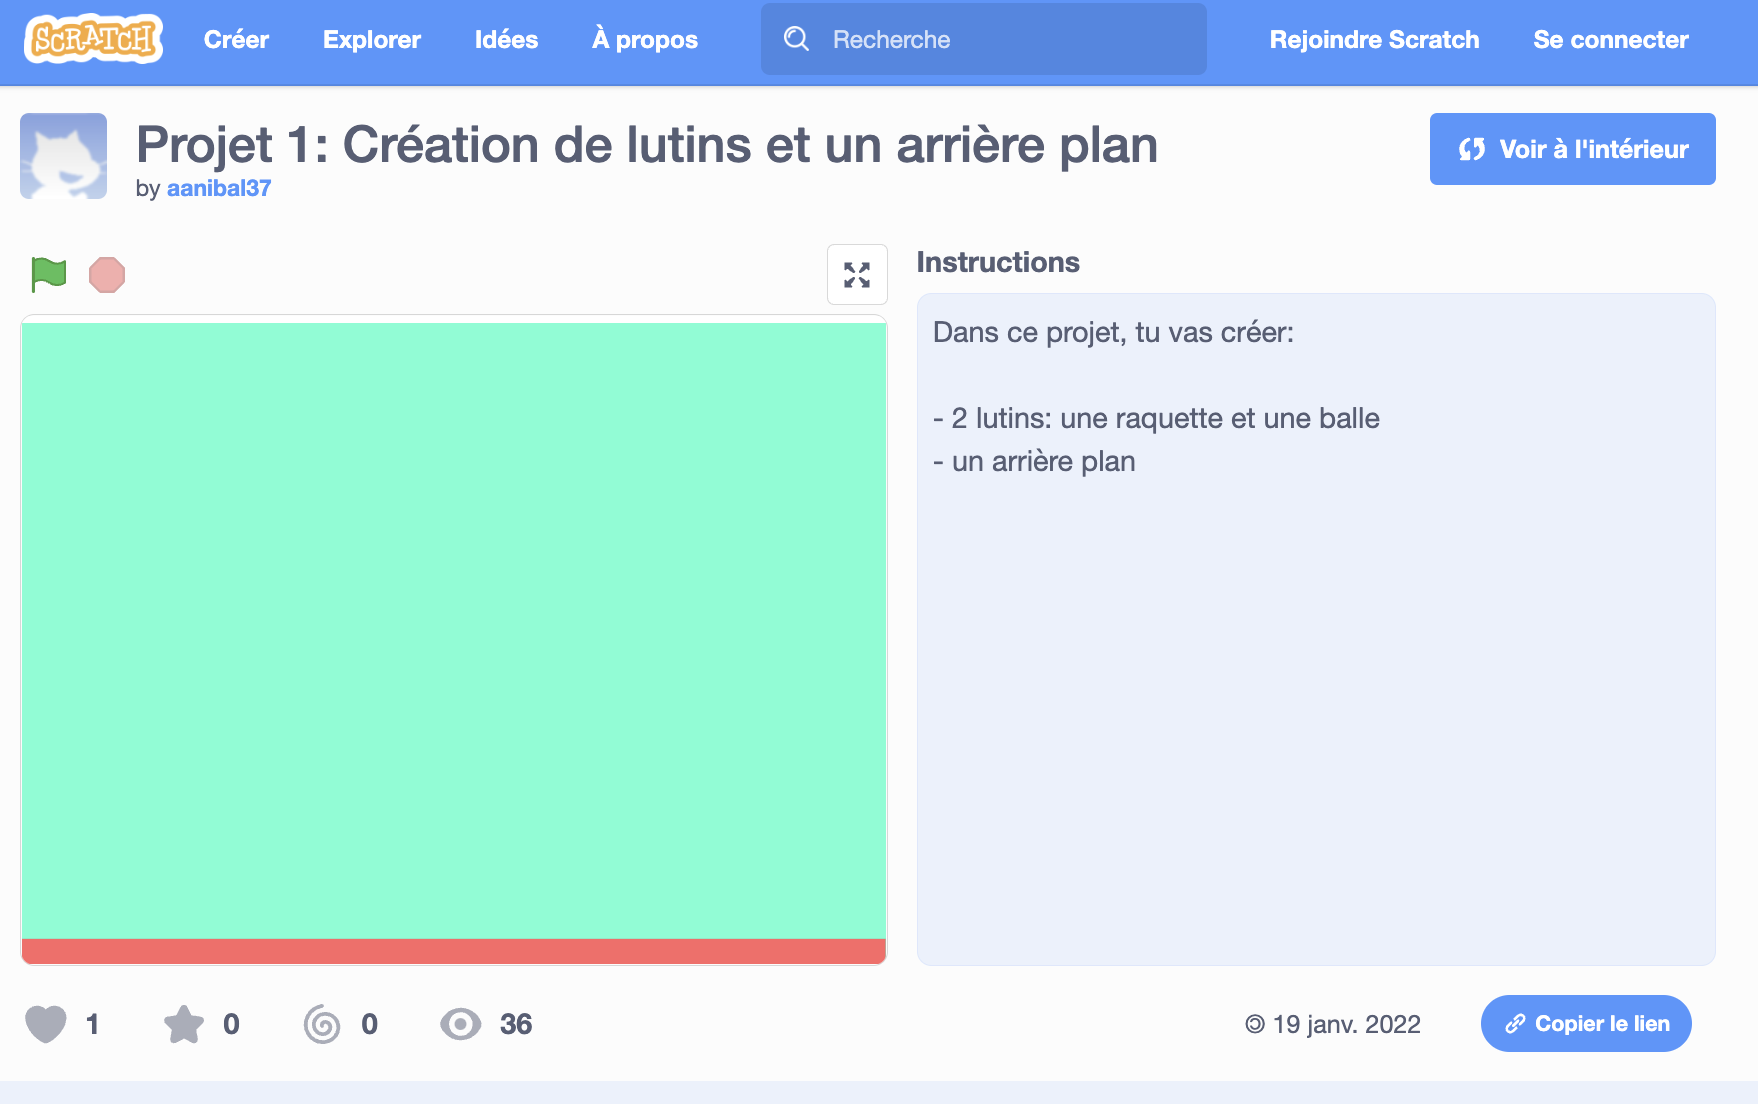 SCRATCH Créer Explorer Idées À propos Recherche Rejoindre Scratch Se connecter
Projet 1: Création de lutins et un arrière plan
by aanibal37
Voir à l'intérieur
Instructions
Dans ce projet, tu vas créer:
- 2 lutins: une raquette et une balle
- un arrière plan
1 0 0 36
19 janv. 2022
Copier le lien